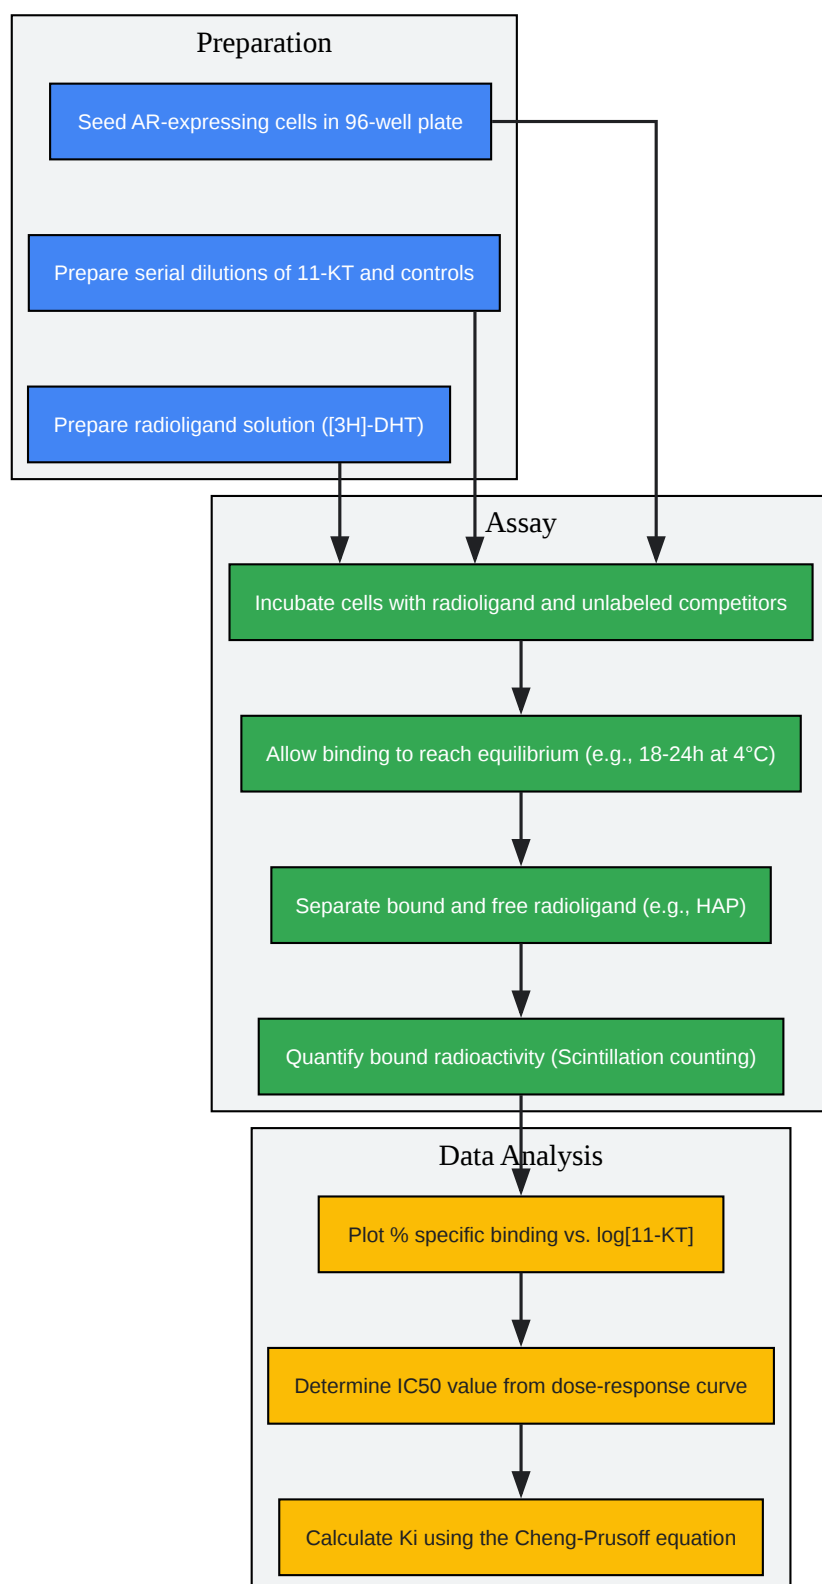 Preparation
Seed AR-expressing cells in 96-well plate
Prepare serial dilutions of 11-KT and controls
Prepare radioligand solution ([3H]-DHT)
Assay
Incubate cells with radioligand and unlabeled competitors
Allow binding to reach equilibrium (e.g., 18-24h at 4°C)
Separate bound and free radioligand (e.g., HAP)
Quantify bound radioactivity (Scintillation counting)
Data Analysis
Plot % specific binding vs. log[11-KT]
Determine IC50 value from dose-response curve
Calculate Ki using the Cheng-Prusoff equation